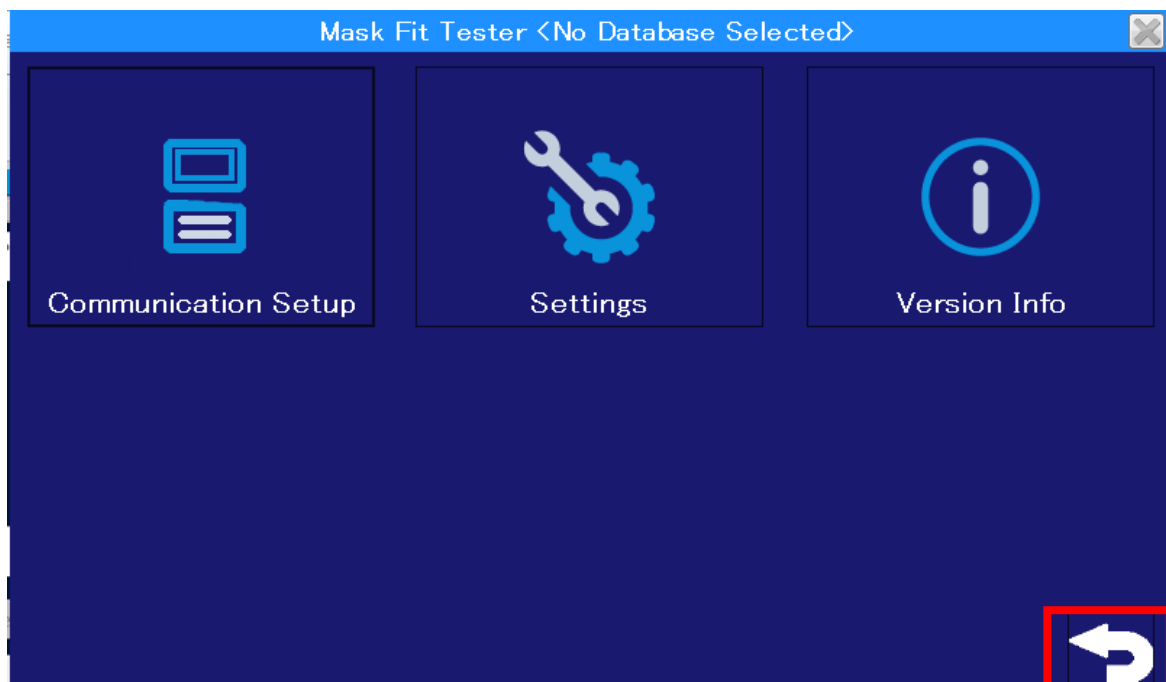 Mask Fit Tester <No Database Selected>
Communication Setup
Settings
Version Info